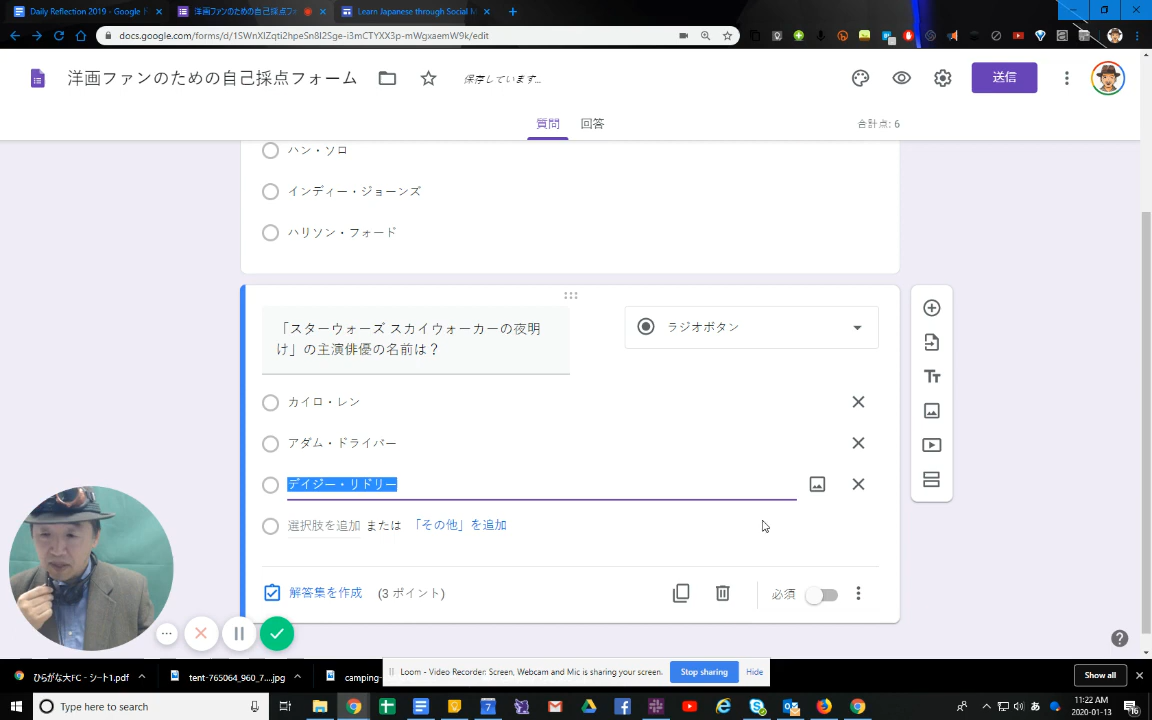 Daily Reflection 2019 - Google F
洋画ファンのための自己採点フ
Learn Japanese through Social M
docs.google.com/forms/d/1SWnXIZqti2hpeSn8I2Sge-i3mCTYXX3p-mWgxaemW9k/edit
洋画ファンのための自己採点フォーム
保存しています...
送信
質問
回答
合計点: 6
ハン・ソロ
インディー・ジョーンズ
ハリソン・フォード
「スターウォーズ スカイウォーカーの夜明
け」の主演俳優の名前は？
ラジオボタン
カイロ・レン
アダム・ドライバー
デイジー・リドリー
選択肢を追加 または 「その他」を追加
解答集を作成 (3 ポイント)
必須
ひらがな大FC - シート1.pdf
tent-765064_960_7....jpg
camping-
Loom - Video Recorder: Screen, Webcam and Mic is sharing your screen.
Stop sharing
Hide
Show all
Type here to search
11:22 AM
2020-01-13